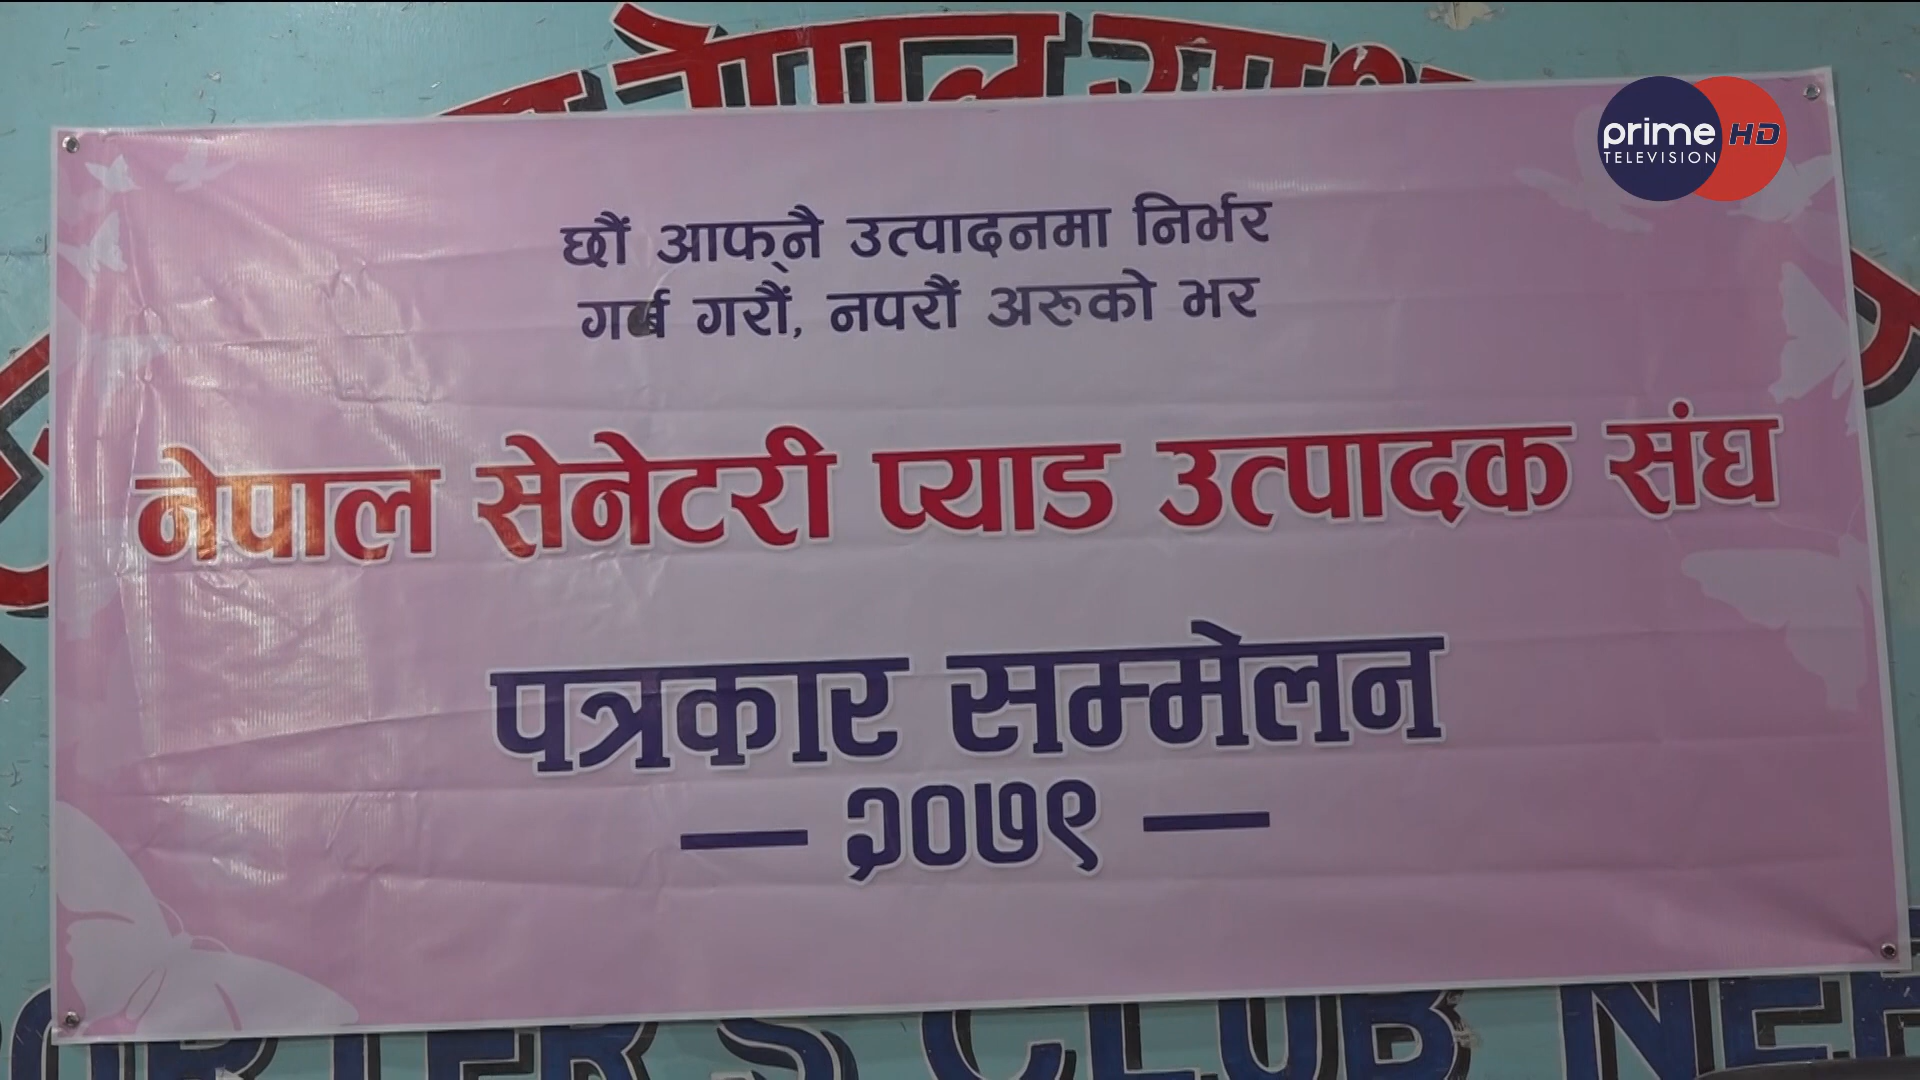 नेपाल
prime HD
TELEVISION
छौं आफ्नै उत्पादनमा निर्भर
गर्ब गरौं, नपरौं अरूको भर
नेपाल सेनेटरी प्याड उत्पादक संघ
पत्रकार सम्मेलन
— २०७९ —
CLUB